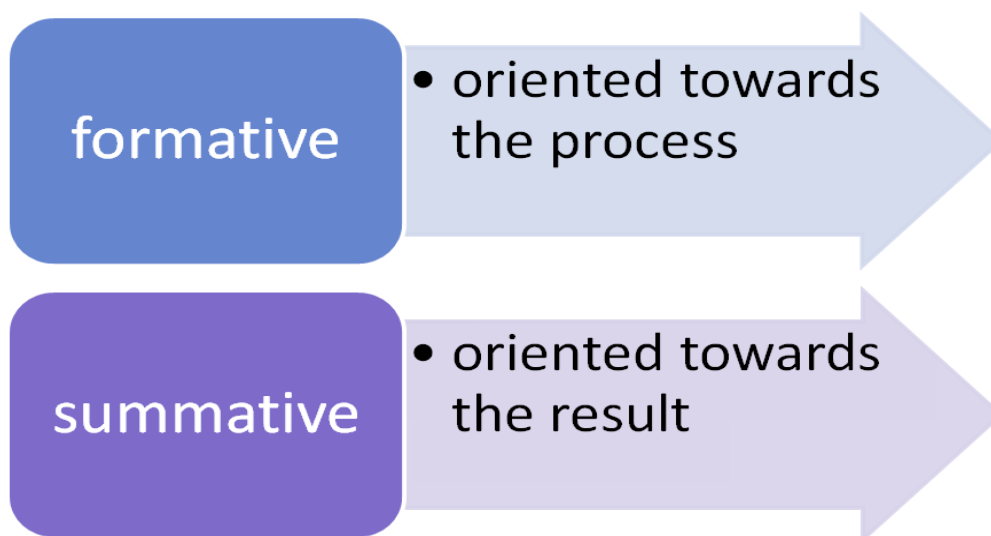 formative
• oriented towards
the process
summative
• oriented towards
the result